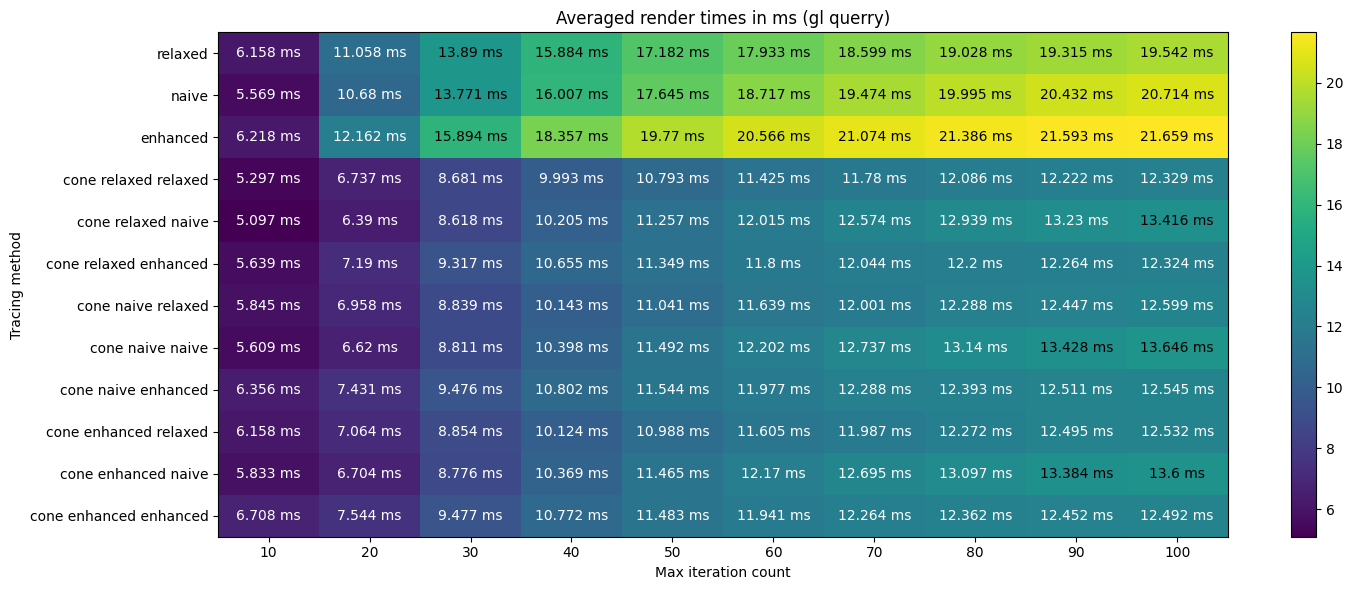 Averaged render times in ms (gl querry)
relaxed 6.158 ms 11.058 ms 13.89 ms 15.884 ms 17.182 ms 17.933 ms 18.599 ms 19.028 ms 19.315 ms 19.542 ms
naive 5.569 ms 10.68 ms 13.771 ms 16.007 ms 17.645 ms 18.717 ms 19.474 ms 19.995 ms 20.432 ms 20.714 ms
enhanced 6.218 ms 12.162 ms 15.894 ms 18.357 ms 19.77 ms 20.566 ms 21.074 ms 21.386 ms 21.593 ms 21.659 ms
cone relaxed relaxed 5.297 ms 6.737 ms 8.681 ms 9.993 ms 10.793 ms 11.425 ms 11.78 ms 12.086 ms 12.222 ms 12.329 ms
cone relaxed naive 5.097 ms 6.39 ms 8.618 ms 10.205 ms 11.257 ms 12.015 ms 12.574 ms 12.939 ms 13.23 ms 13.416 ms
cone relaxed enhanced 5.639 ms 7.19 ms 9.317 ms 10.655 ms 11.349 ms 11.8 ms 12.044 ms 12.2 ms 12.264 ms 12.324 ms
cone naive relaxed 5.845 ms 6.958 ms 8.839 ms 10.143 ms 11.041 ms 11.639 ms 12.001 ms 12.288 ms 12.447 ms 12.599 ms
cone naive naive 5.609 ms 6.62 ms 8.811 ms 10.398 ms 11.492 ms 12.202 ms 12.737 ms 13.14 ms 13.428 ms 13.646 ms
cone naive enhanced 6.356 ms 7.431 ms 9.476 ms 10.802 ms 11.544 ms 11.977 ms 12.288 ms 12.393 ms 12.511 ms 12.545 ms
cone enhanced relaxed 6.158 ms 7.064 ms 8.854 ms 10.124 ms 10.988 ms 11.605 ms 11.987 ms 12.272 ms 12.495 ms 12.532 ms
cone enhanced naive 5.833 ms 6.704 ms 8.776 ms 10.369 ms 11.465 ms 12.17 ms 12.695 ms 13.097 ms 13.384 ms 13.6 ms
cone enhanced enhanced 6.708 ms 7.544 ms 9.477 ms 10.772 ms 11.483 ms 11.941 ms 12.264 ms 12.362 ms 12.452 ms 12.492 ms
10 20 30 40 50 60 70 80 90 100
Max iteration count
Tracing method
20
18
16
14
12
10
8
6